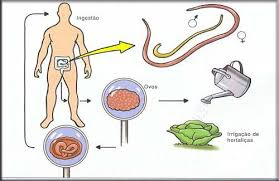 Ingestão
Ovos
Irrigação de
hortaliças